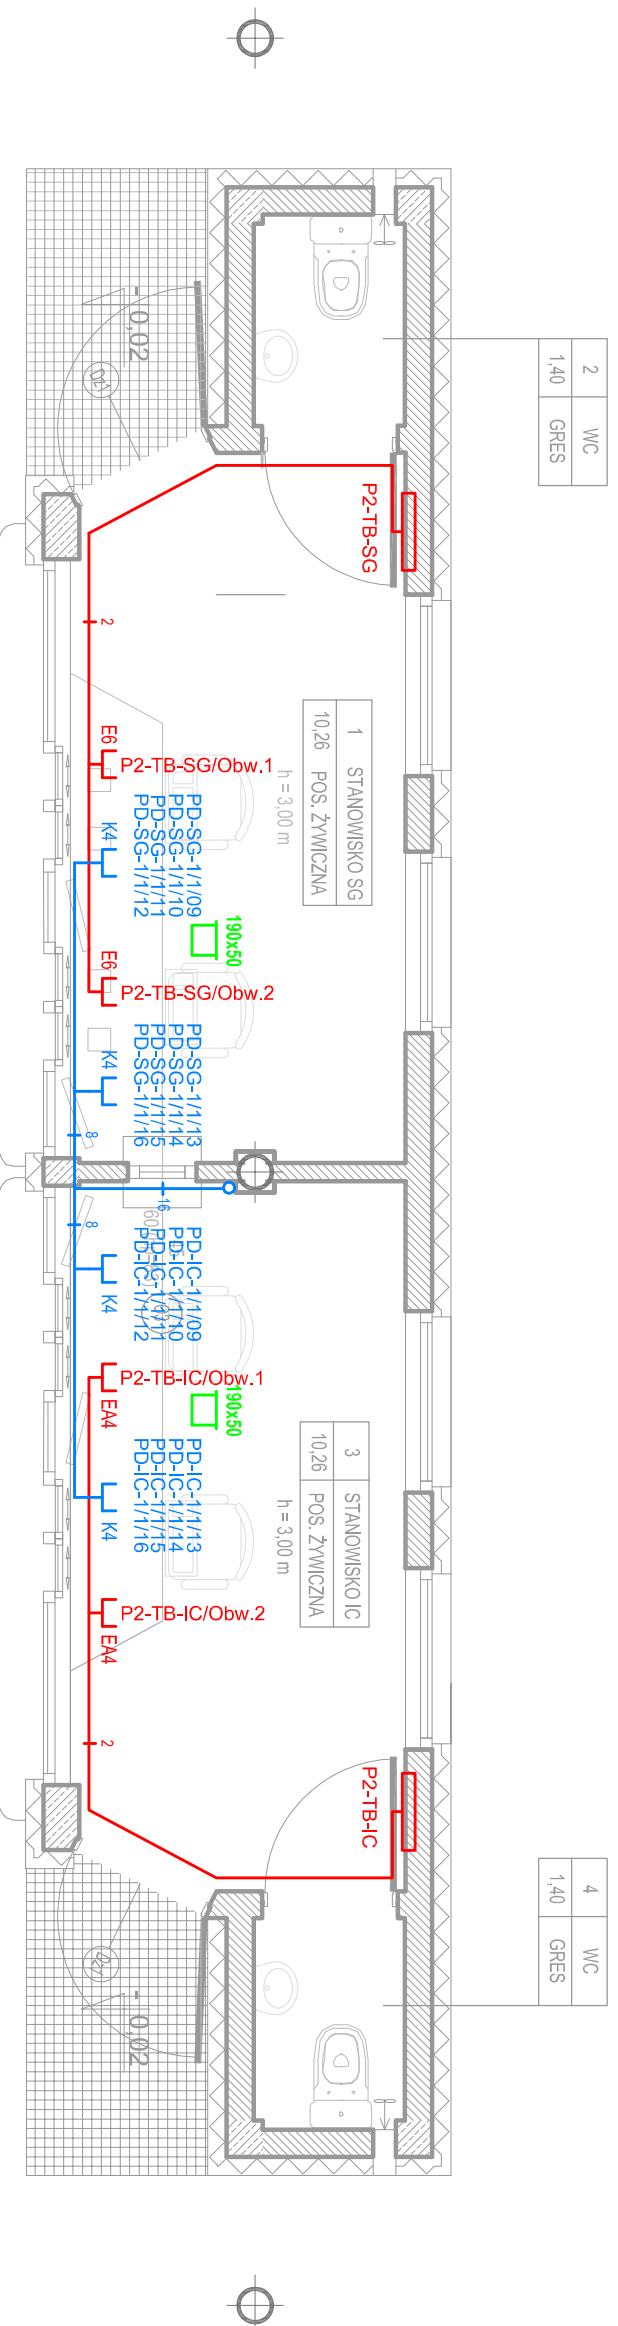 2 WC
1,40 GRES
- 0,02
Dz1
P2-TB-SG
2
1 STANOWISKO SG
10,26 POS. ŻYWICZNA
h = 3,00 m
E6
P2-TB-SG/Obw.1
K4
PD-SG-1/1/09
PD-SG-1/1/10
PD-SG-1/1/11
PD-SG-1/1/12
190x50
E6
P2-TB-SG/Obw.2
K4
PD-SG-1/1/13
PD-SG-1/1/14
PD-SG-1/1/15
PD-SG-1/1/16
8
16
8
K4
PD-IC-1/1/09
PD-IC-1/1/10
PD-IC-1/1/11
PD-IC-1/1/12
P2-TB-IC/Obw.1
EA4
190x50
3 STANOWISKO IC
10,26 POS. ŻYWICZNA
h = 3,00 m
K4
PD-IC-1/1/13
PD-IC-1/1/14
PD-IC-1/1/15
PD-IC-1/1/16
P2-TB-IC/Obw.2
EA4
2
P2-TB-IC
4 WC
1,40 GRES
- 0,02